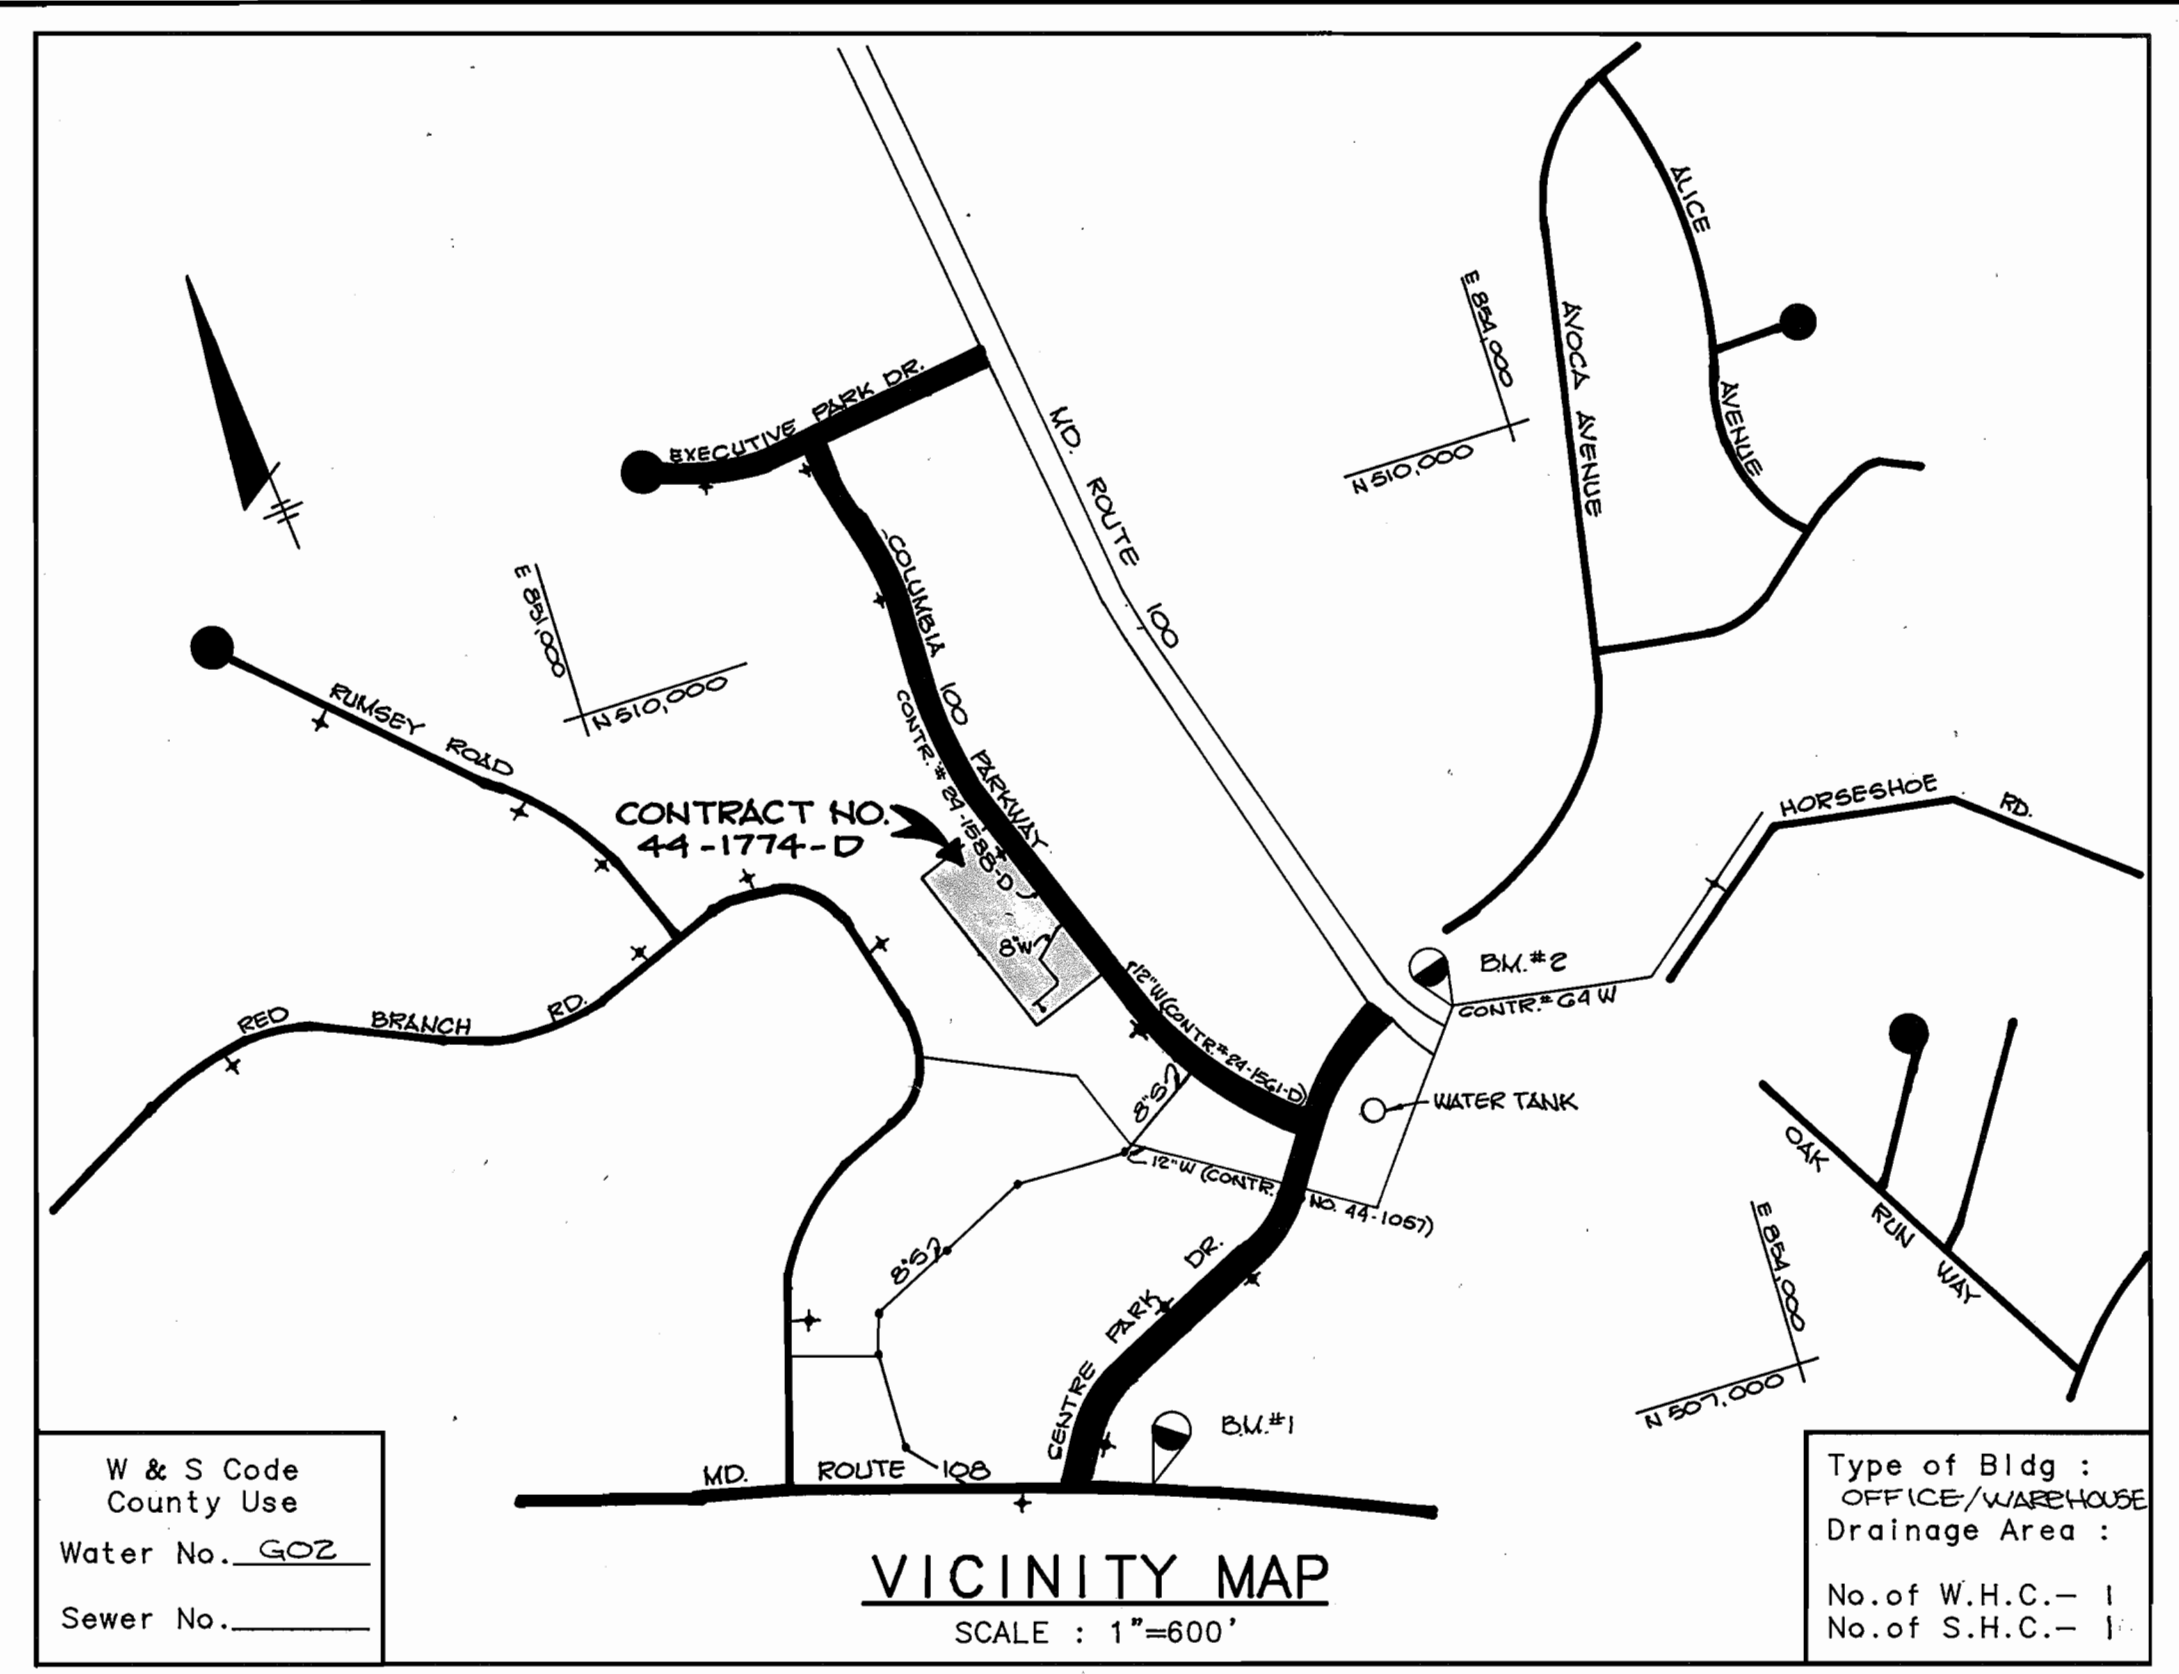 ALICE AVENUE
AVOCA AVENUE
E 854,000
N 510,000
EXECUTIVE PARK DR.
MD. ROUTE 100
COLUMBIA 100 PARKWAY
CONTR. # 24-1588-D
E 851,000
N 510,000
RUMSEY ROAD
CONTRACT NO.
44-1774-D
8"W
HORSESHOE RD.
B.M.#2
CONTR.# G4 W
RED BRANCH RD.
12"W(CONTR.#24-1561-D)
8"S
WATER TANK
12"W (CONTR. NO. 44-1057)
8"S
OAK RUN WAY
E 854,000
N 507,000
CENTRE PARK DR.
B.M.#1
MD. ROUTE 108
W & S Code
County Use
Water No. G02
Sewer No.
VICINITY MAP
SCALE : 1"=600'
Type of Bldg :
OFFICE/WAREHOUSE
Drainage Area :
No.of W.H.C.- 1
No.of S.H.C.- 1